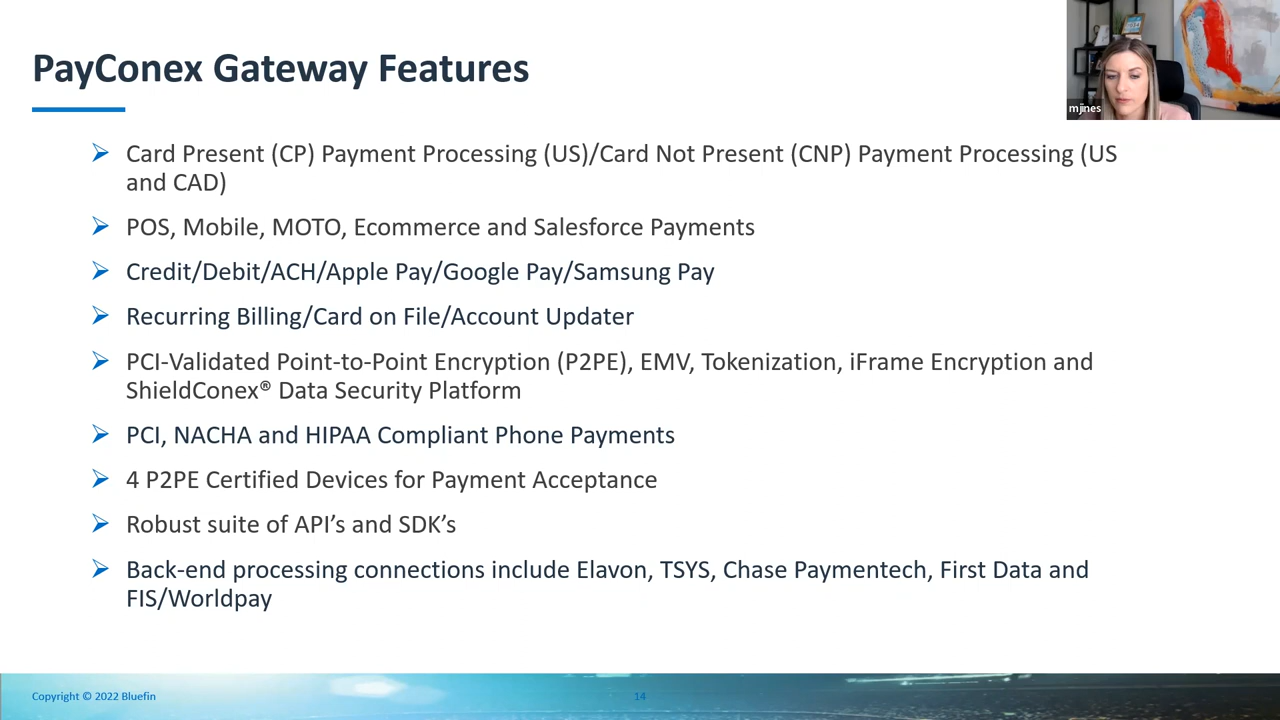 PayConex Gateway Features
mjines
Card Present (CP) Payment Processing (US)/Card Not Present (CNP) Payment Processing (US
and CAD)
POS, Mobile, MOTO, Ecommerce and Salesforce Payments
Credit/Debit/ACH/Apple Pay/Google Pay/Samsung Pay
Recurring Billing/Card on File/Account Updater
PCI-Validated Point-to-Point Encryption (P2PE), EMV, Tokenization, iFrame Encryption and
ShieldConex® Data Security Platform
PCI, NACHA and HIPAA Compliant Phone Payments
4 P2PE Certified Devices for Payment Acceptance
Robust suite of API’s and SDK’s
Back-end processing connections include Elavon, TSYS, Chase Paymentech, First Data and
FIS/Worldpay
Copyright © 2022 Bluefin
14